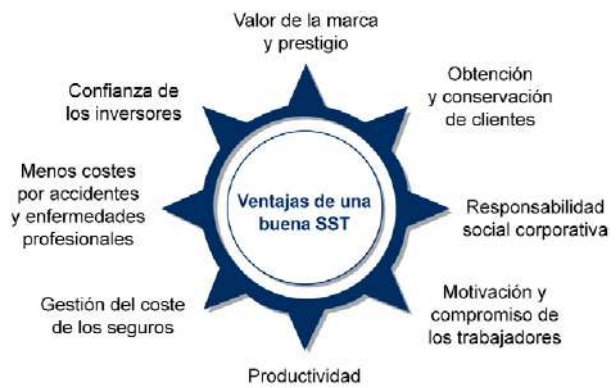 Valor de la marca
y prestigio
Obtención
y conservación
de clientes
Responsabilidad
social corporativa
Motivación y
compromiso de
los trabajadores
Productividad
Gestión del coste
de los seguros
Menos costes
por accidentes
y enfermedades
profesionales
Confianza de
los inversores
Ventajas de una
buena SST